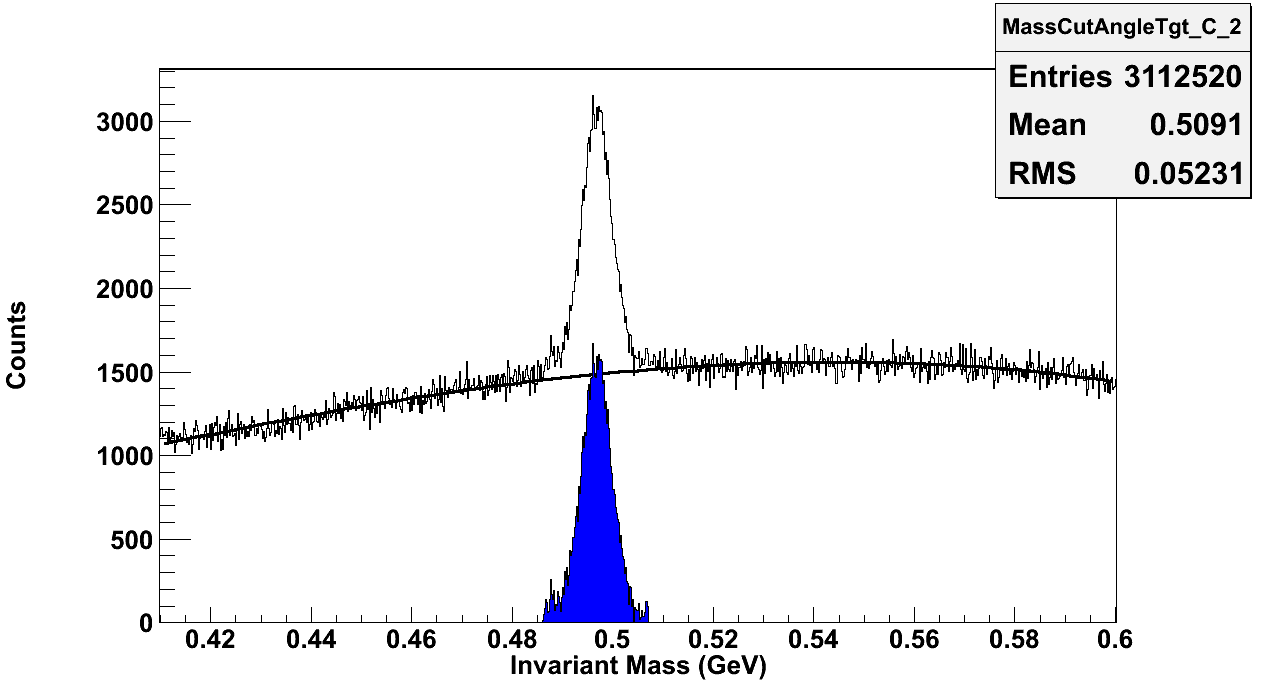 MassCutAngleTgt_C_2
Entries 3112520
Mean 0.5091
RMS 0.05231
Counts
3000
2500
2000
1500
1000
500
0
0.42 0.44 0.46 0.48 0.5 0.52 0.54 0.56 0.58 0.6
Invariant Mass (GeV)